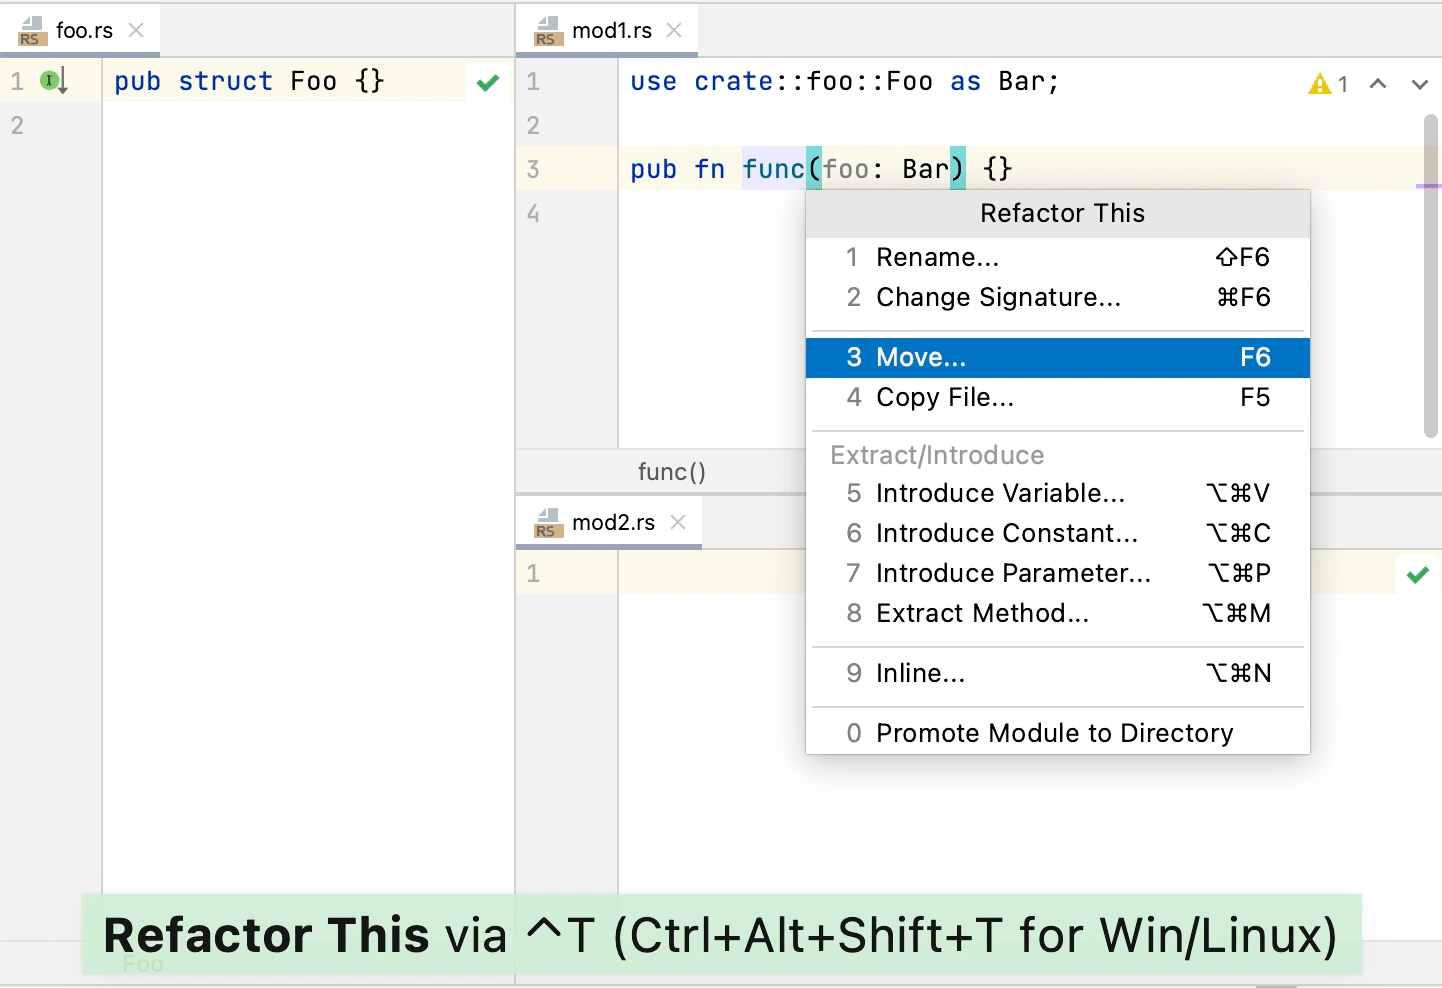 RS foo.rs
1 I pub struct Foo {}
2
RS mod1.rs
1 use crate::foo::Foo as Bar;
1
2
3 pub fn func(foo: Bar) {}
4
func()
RS mod2.rs
1
Refactor This
1 Rename... ⇧F6
2 Change Signature... ⌘F6
3 Move... F6
4 Copy File... F5
Extract/Introduce
5 Introduce Variable... ⌥⌘V
6 Introduce Constant... ⌥⌘C
7 Introduce Parameter... ⌥⌘P
8 Extract Method... ⌥⌘M
9 Inline... ⌥⌘N
0 Promote Module to Directory
Refactor This via ^T (Ctrl+Alt+Shift+T for Win/Linux)
Foo